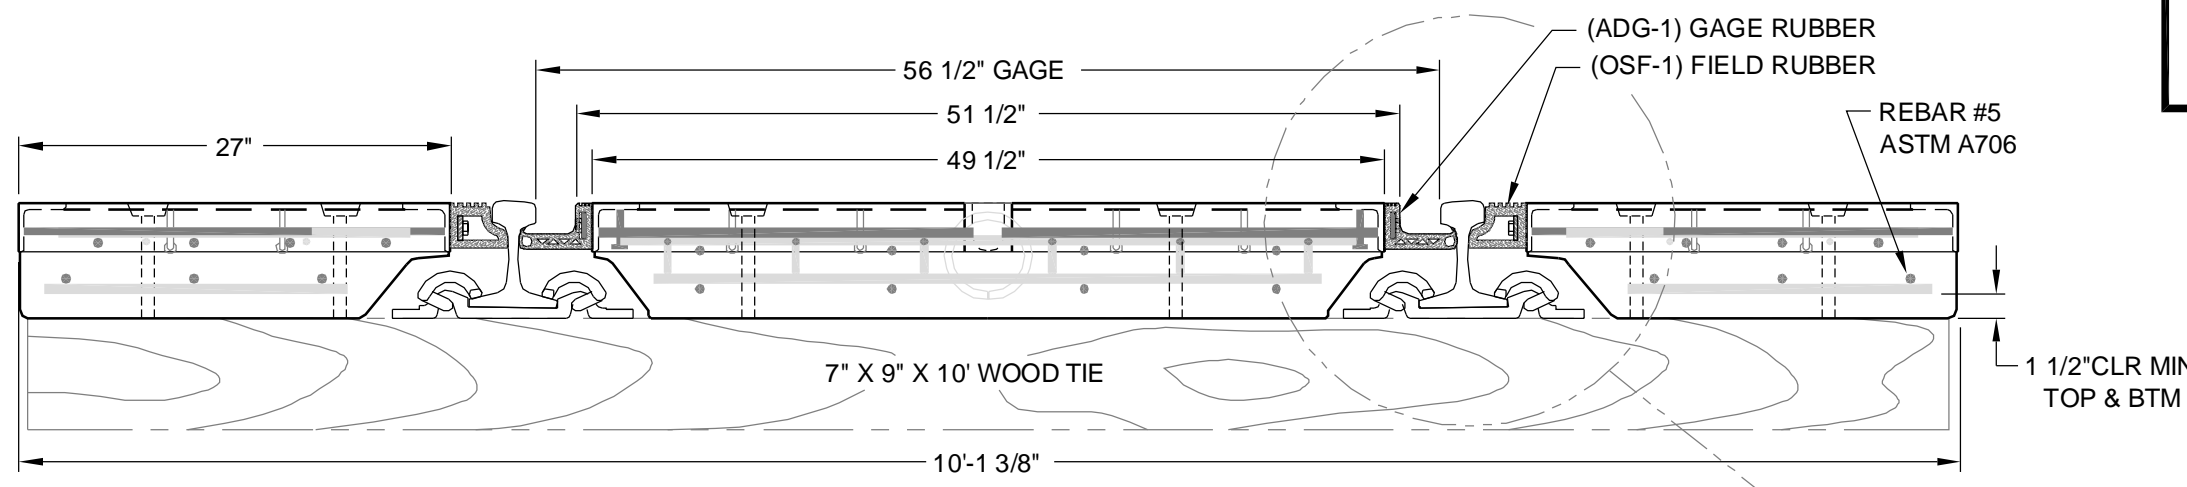 (ADG-1) GAGE RUBBER
56 1/2" GAGE
(OSF-1) FIELD RUBBER
51 1/2"
REBAR #5
ASTM A706
27"
49 1/2"
7" X 9" X 10' WOOD TIE
1 1/2"CLR MIN
TOP & BTM
10'-1 3/8"